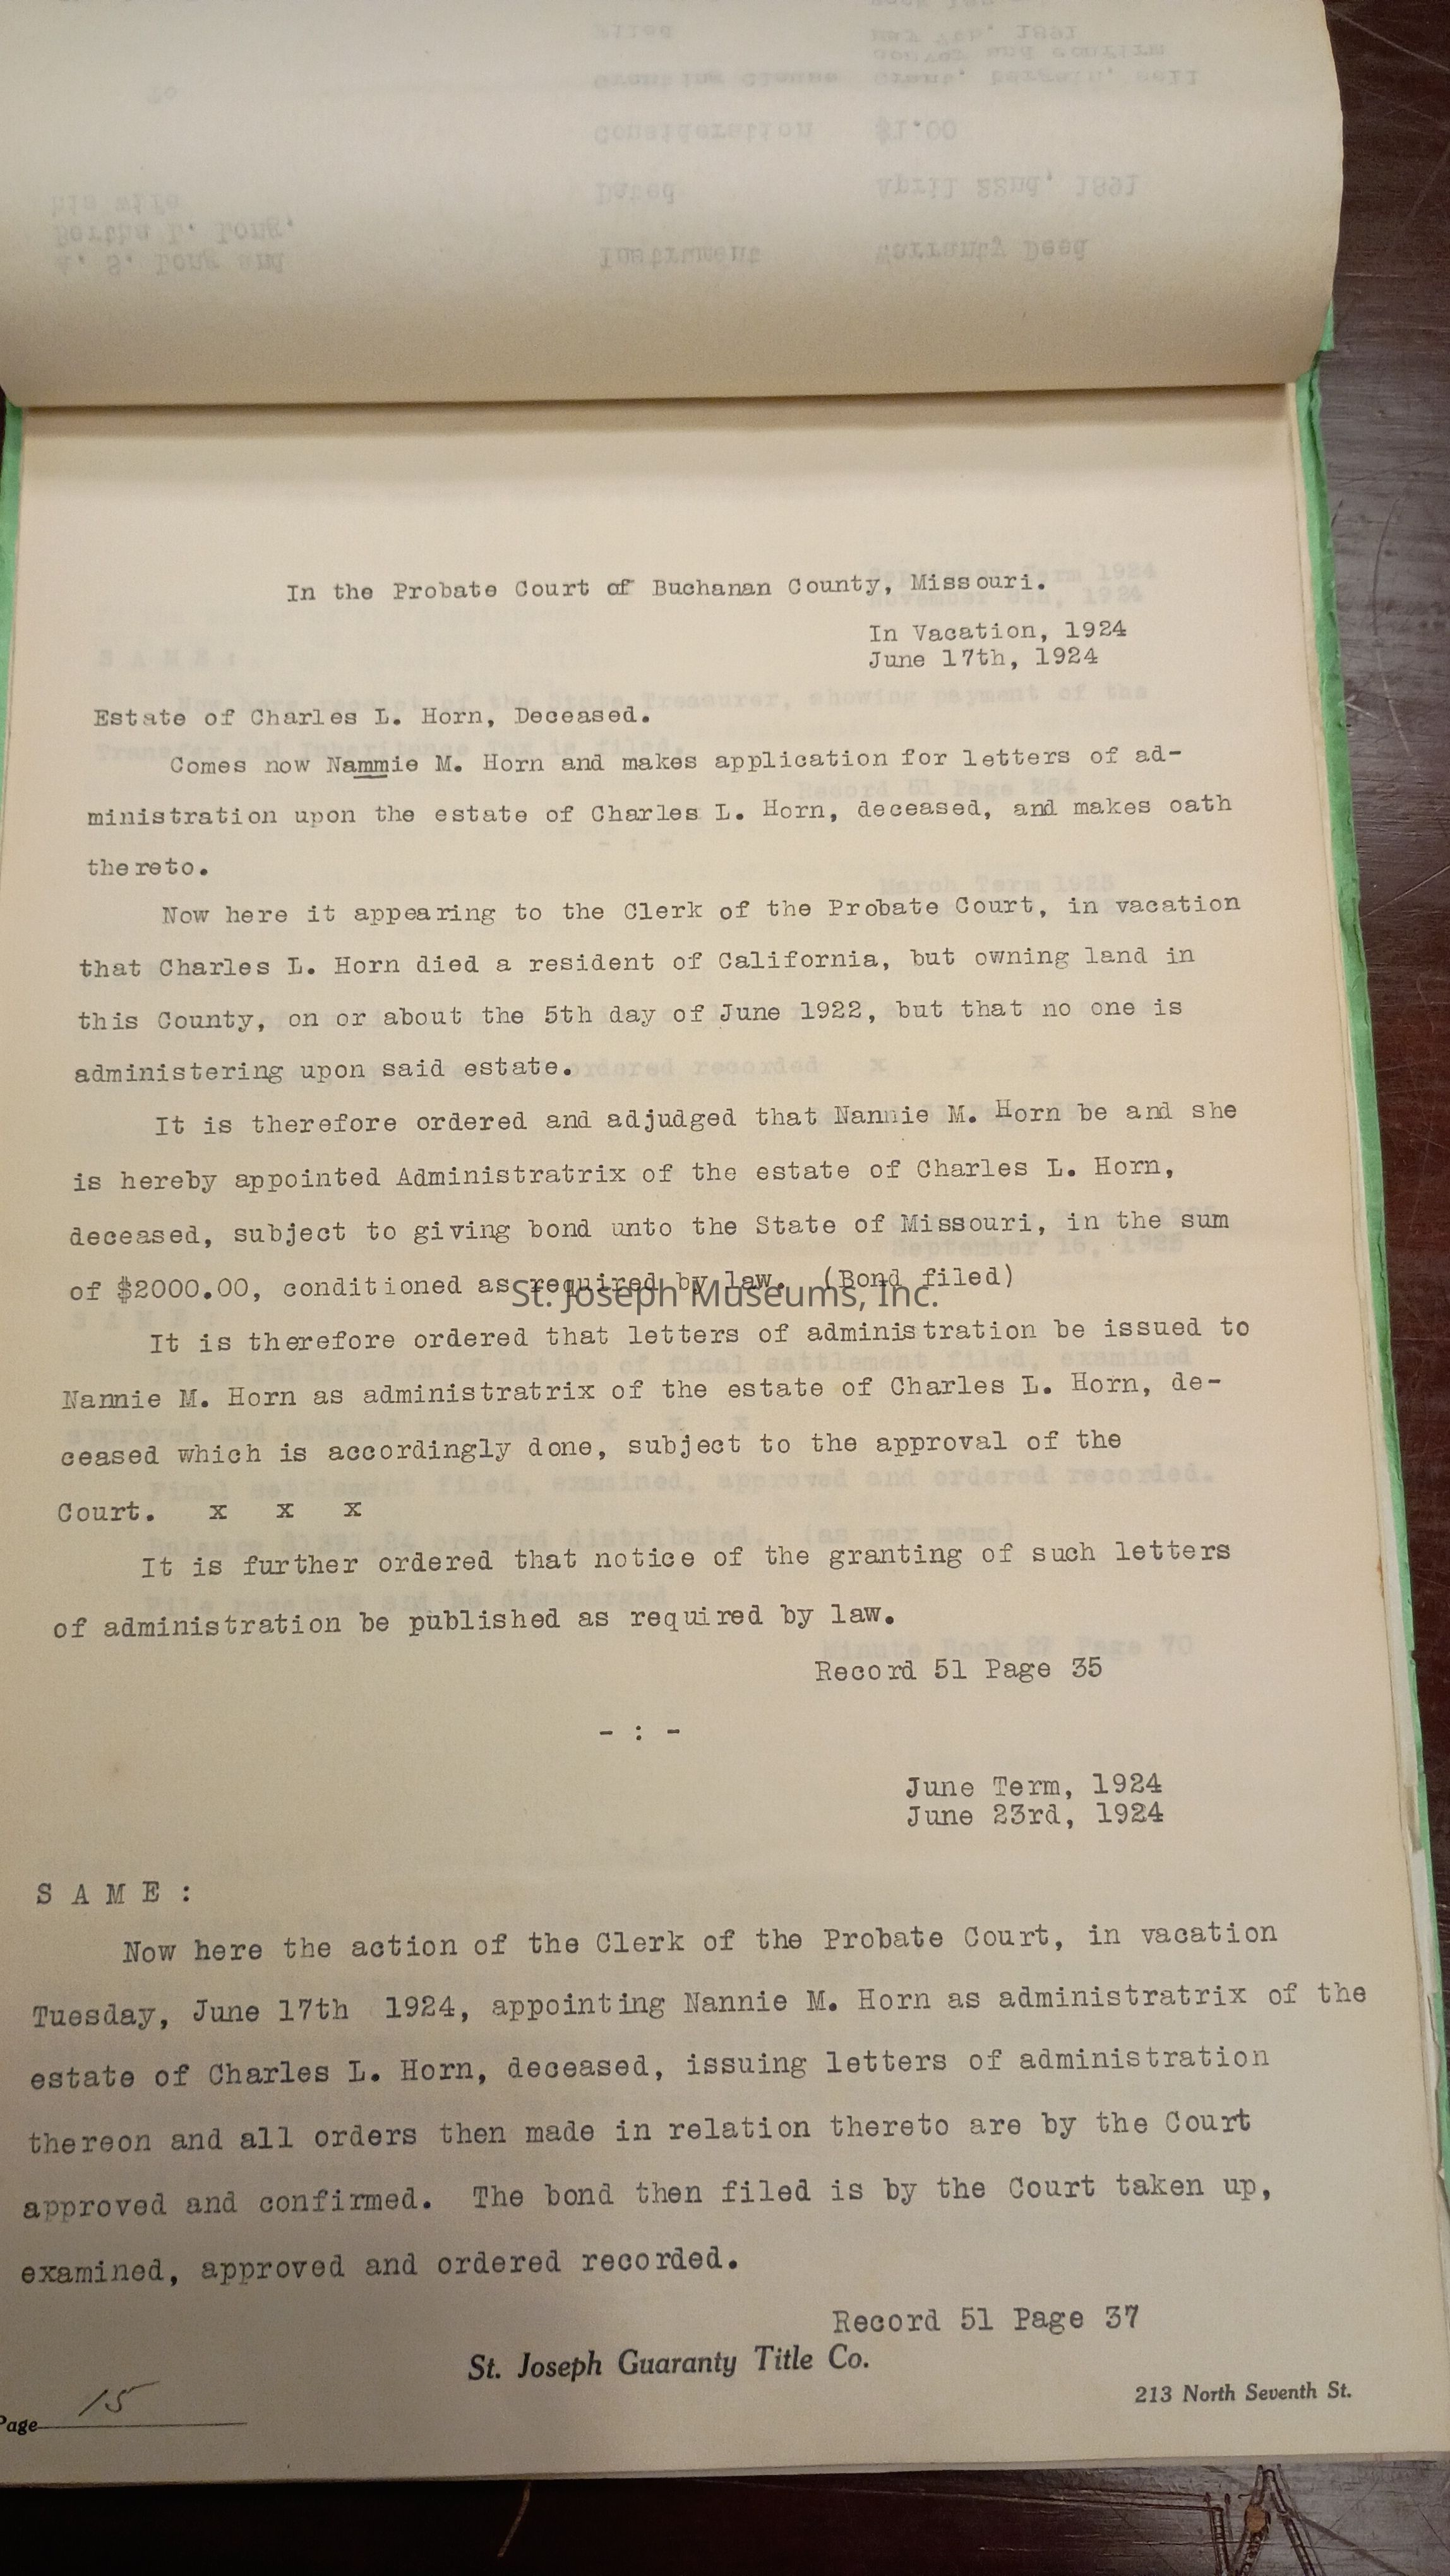 In the Probate Court of Buchanan County, Missouri.
In Vacation, 1924
June 17th, 1924
Estate of Charles L. Horn, Deceased.
Comes now Nammie M. Horn and makes application for letters of ad-
ministration upon the estate of Charles L. Horn, deceased, and makes oath
thereto.
Now here it appearing to the Clerk of the Probate Court, in vacation
that Charles L. Horn died a resident of California, but owning land in
this County, on or about the 5th day of June 1922, but that no one is
administering upon said estate.
It is therefore ordered and adjudged that Nannie M. Horn be and she
is hereby appointed Administratrix of the estate of Charles L. Horn,
deceased, subject to giving bond unto the State of Missouri, in the sum
of $2000.00, conditioned as required by law. (Bond filed)
St. Joseph Museums, Inc.
It is therefore ordered that letters of administration be issued to
Nannie M. Horn as administratrix of the estate of Charles L. Horn, de-
ceased which is accordingly done, subject to the approval of the
Court. x x x
It is further ordered that notice of the granting of such letters
of administration be published as required by law.
Record 51 Page 35
- : -
June Term, 1924
June 23rd, 1924
S A M E :
Now here the action of the Clerk of the Probate Court, in vacation
Tuesday, June 17th 1924, appointing Nannie M. Horn as administratrix of the
estate of Charles L. Horn, deceased, issuing letters of administration
thereon and all orders then made in relation thereto are by the Court
approved and confirmed. The bond then filed is by the Court taken up,
examined, approved and ordered recorded.
Record 51 Page 37
St. Joseph Guaranty Title Co.
213 North Seventh St.
Page 15